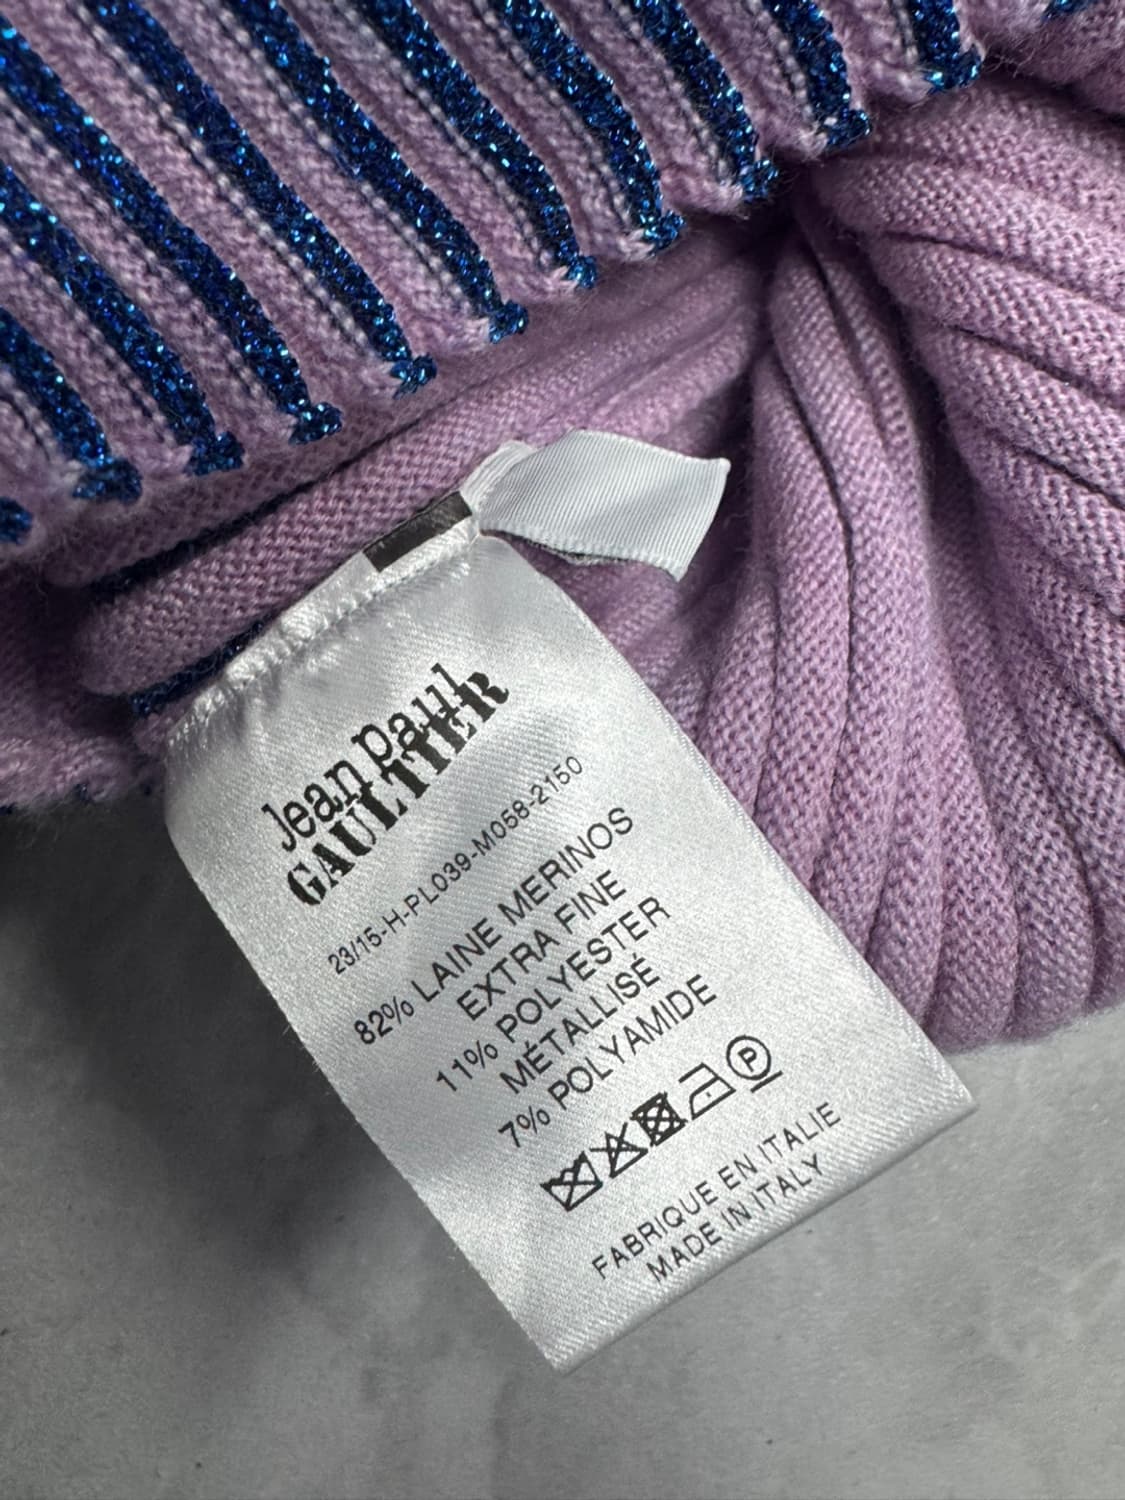 Jean Paul
GAULTIER
23/15-H-PL039-M058-2150
82% LAINE MERINOS
EXTRA FINE
11% POLYESTER
MÉTALLISÉ
7% POLYAMIDE
P
FABRIQUE EN ITALIE
MADE IN ITALY